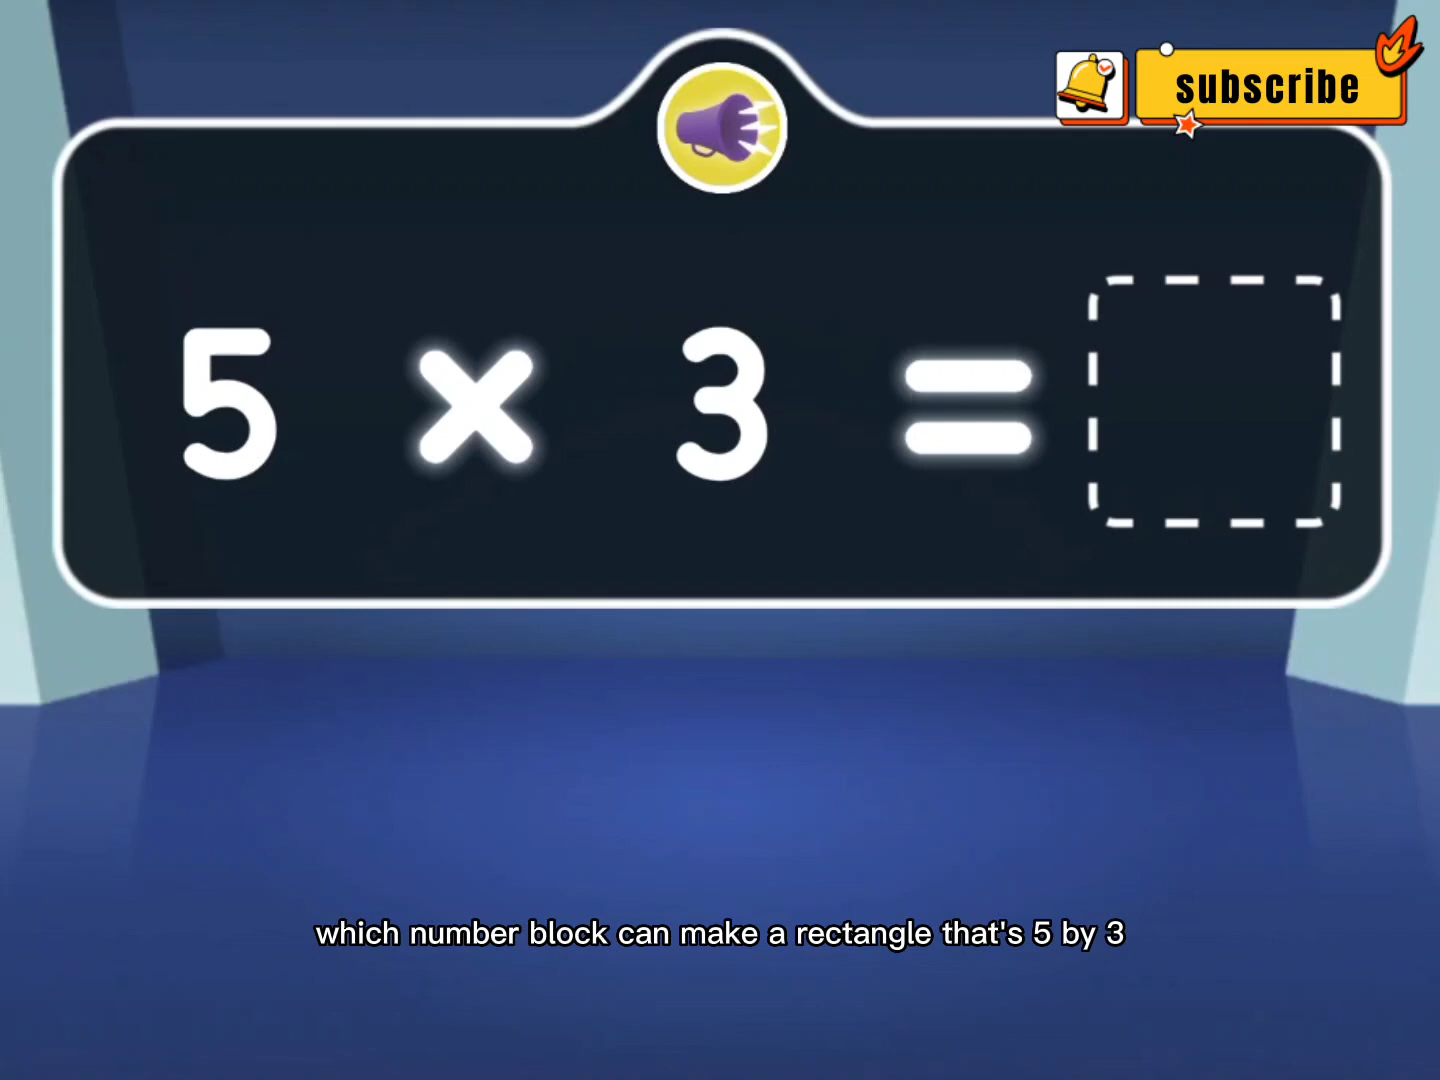 subscribe
5 × 3 =
which number block can make a rectangle that's 5 by 3